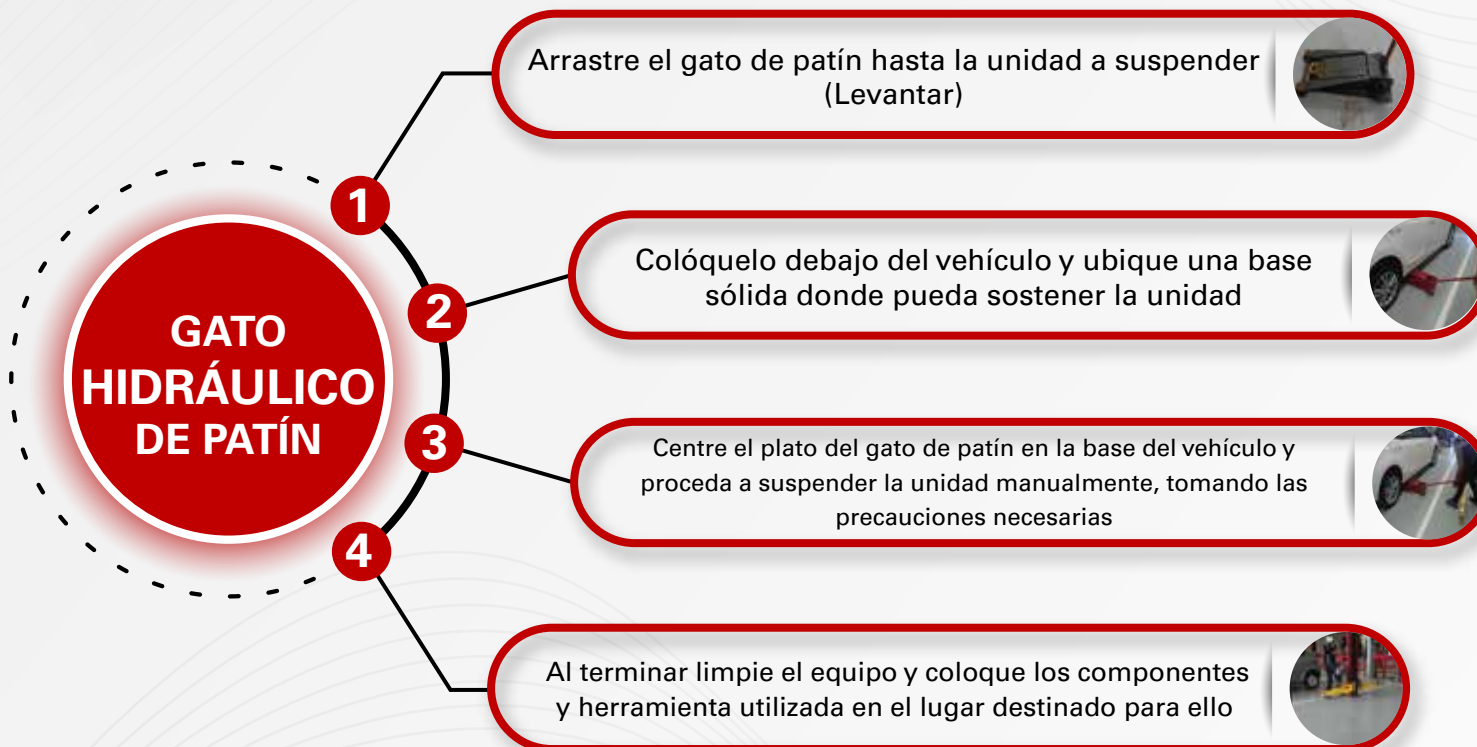 GATO
HIDRÁULICO
DE PATÍN
1
Arrastre el gato de patín hasta la unidad a suspender
(Levantar)
2
Colóquelo debajo del vehículo y ubique una base
sólida donde pueda sostener la unidad
3
Centre el plato del gato de patín en la base del vehículo y
proceda a suspender la unidad manualmente, tomando las
precauciones necesarias
4
Al terminar limpie el equipo y coloque los componentes
y herramienta utilizada en el lugar destinado para ello